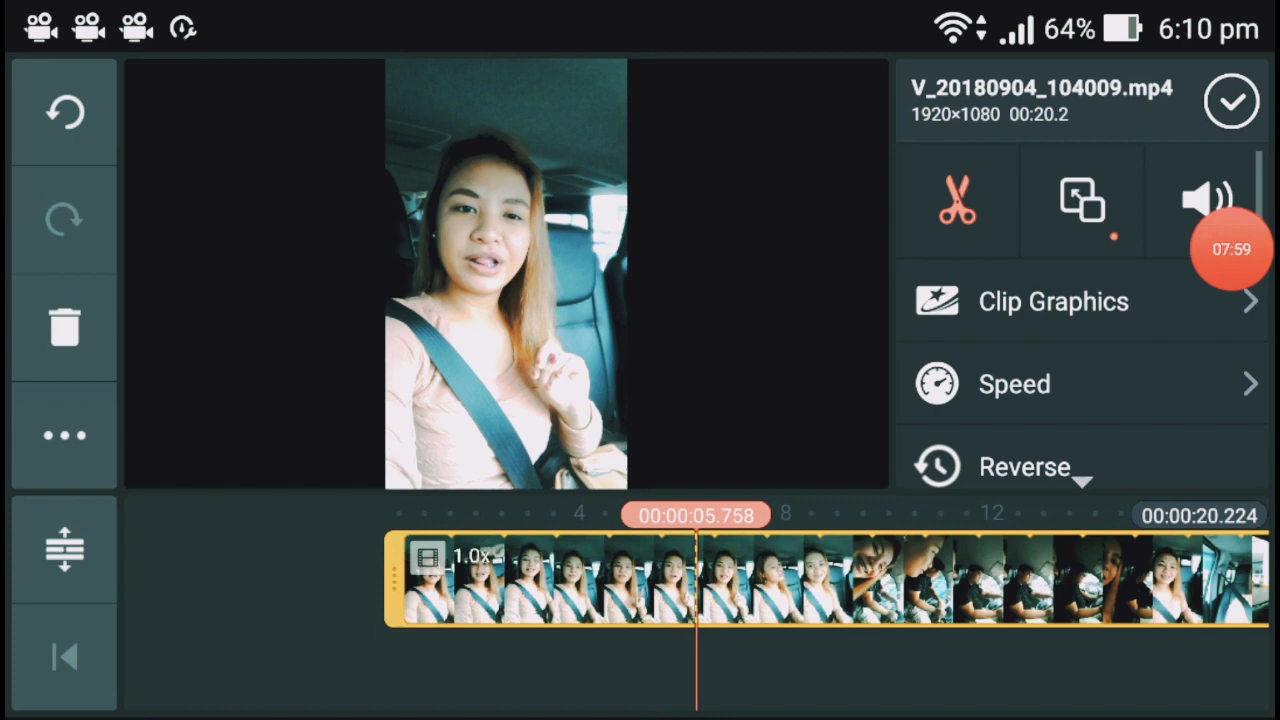 64% 6:10 pm
V_20180904_104009.mp4
1920×1080 00:20.2
07:59
Clip Graphics
Speed
Reverse
4 00:00:05.758 8 12 00:00:20.224
1.0x